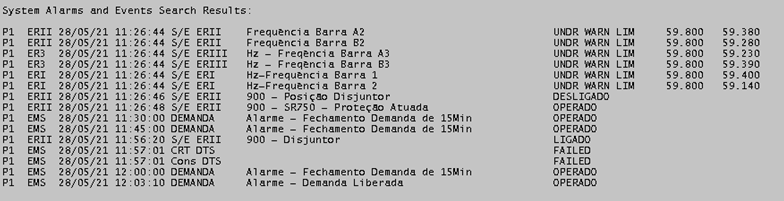 System Alarms and Events Search Results:
P1 ERII 28/05/21 11:26:44 S/E ERII Frequência Barra A2 UNDR WARN LIM 59.800 59.380
P1 ERII 28/05/21 11:26:44 S/E ERII Frequência Barra B2 UNDR WARN LIM 59.800 59.280
P1 ER3 28/05/21 11:26:44 S/E ERIII Hz - Freqência Barra A3 UNDR WARN LIM 59.800 59.230
P1 ER3 28/05/21 11:26:44 S/E ERIII Hz - Freqência Barra B3 UNDR WARN LIM 59.800 59.390
P1 ERI 28/05/21 11:26:44 S/E ERI Hz-Freqência Barra 1 UNDR WARN LIM 59.800 59.400
P1 ERI 28/05/21 11:26:44 S/E ERI Hz-Freqência Barra 2 UNDR WARN LIM 59.800 59.140
P1 ERII 28/05/21 11:26:46 S/E ERII 900 - Posição Disjuntor DESLIGADO
P1 ERII 28/05/21 11:26:48 S/E ERII 900 - SR750 - Proteção Atuada OPERADO
P1 EMS 28/05/21 11:30:00 DEMANDA Alarme - Fechamento Demanda de 15Min OPERADO
P1 EMS 28/05/21 11:45:00 DEMANDA Alarme - Fechamento Demanda de 15Min OPERADO
P1 ERII 28/05/21 11:56:20 S/E ERII 900 - Disjuntor LIGADO
P1 EMS 28/05/21 11:57:01 CRT DTS FAILED
P1 EMS 28/05/21 11:57:01 Cons DTS FAILED
P1 EMS 28/05/21 12:00:00 DEMANDA Alarme - Fechamento Demanda de 15Min OPERADO
P1 EMS 28/05/21 12:03:10 DEMANDA Alarme - Demanda Liberada OPERADO